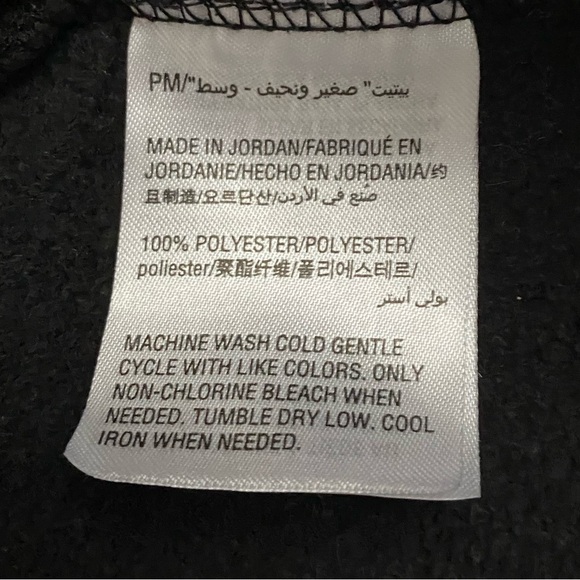 PM/"بيتيت" صغير ونحيف - وسط
MADE IN JORDAN/FABRIQUÉ EN
JORDANIE/HECHO EN JORDANIA/约
旦制造/요르단산/صُنع في الأردن
100% POLYESTER/POLYESTER/
poliester/聚酯纤维/폴리에스테르/
بولي أستر
MACHINE WASH COLD GENTLE
CYCLE WITH LIKE COLORS. ONLY
NON-CHLORINE BLEACH WHEN
NEEDED. TUMBLE DRY LOW. COOL
IRON WHEN NEEDED.